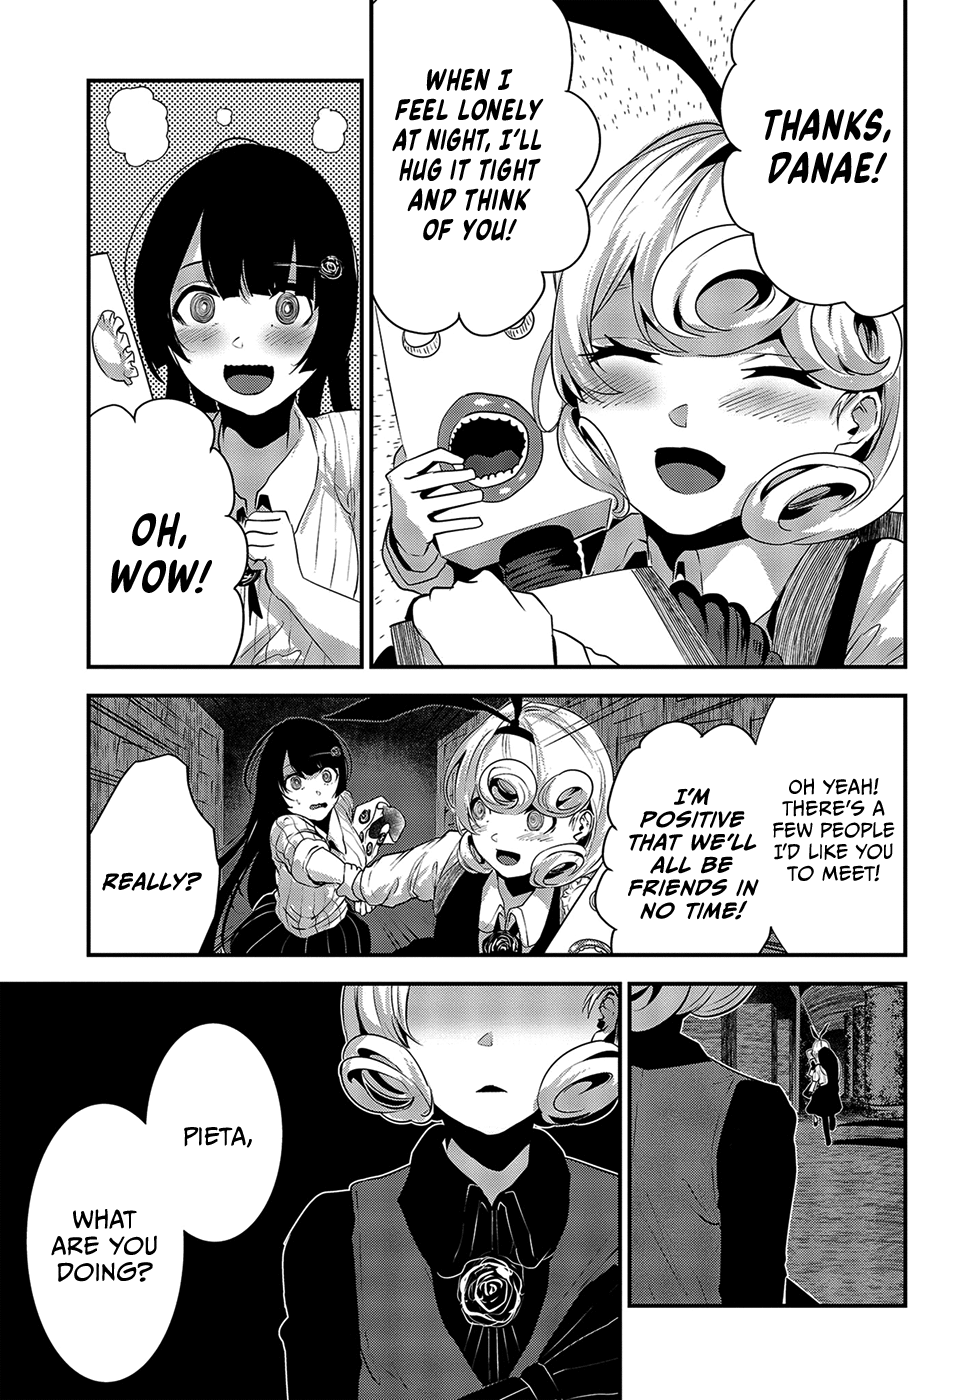 THANKS,
DANAE!
WHEN I
FEEL LONELY
AT NIGHT, I'LL
HUG IT TIGHT
AND THINK
OF YOU!
OH,
WOW!
OH YEAH!
THERE'S A
FEW PEOPLE
I'D LIKE YOU
TO MEET!
I'M
POSITIVE
THAT WE'LL
ALL BE
FRIENDS IN
NO TIME!
REALLY?
PIETA,
WHAT
ARE YOU
DOING?